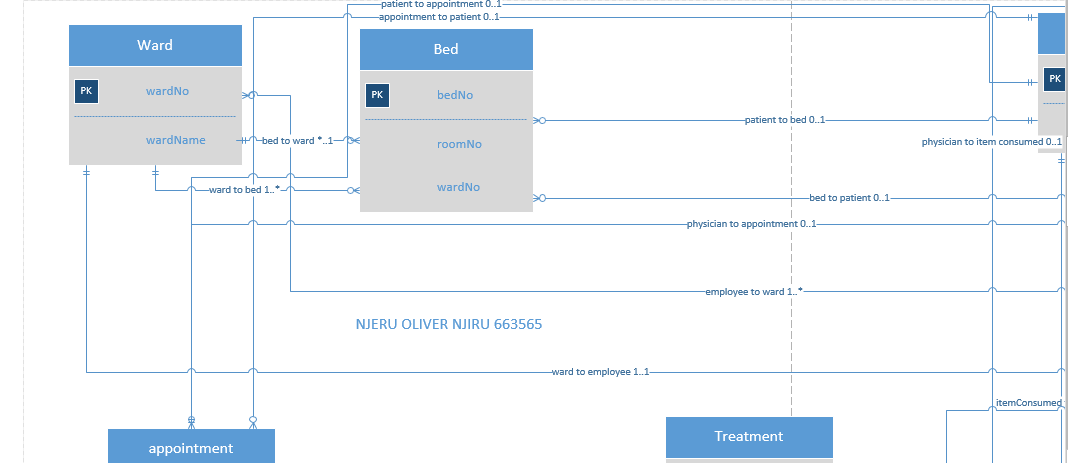 patient to appointment 0..1
appointment to patient 0..1
Ward
Bed
PK
wardNo
PK
bedNo
PK
patient to bed 0..1
wardName
bed to ward *..1
roomNo
physician to item consumed 0..1
ward to bed 1..*
wardNo
bed to patient 0..1
physician to appointment 0..1
employee to ward 1..*
NJERU OLIVER NJIRU 663565
ward to employee 1..1
itemConsumed
appointment
Treatment